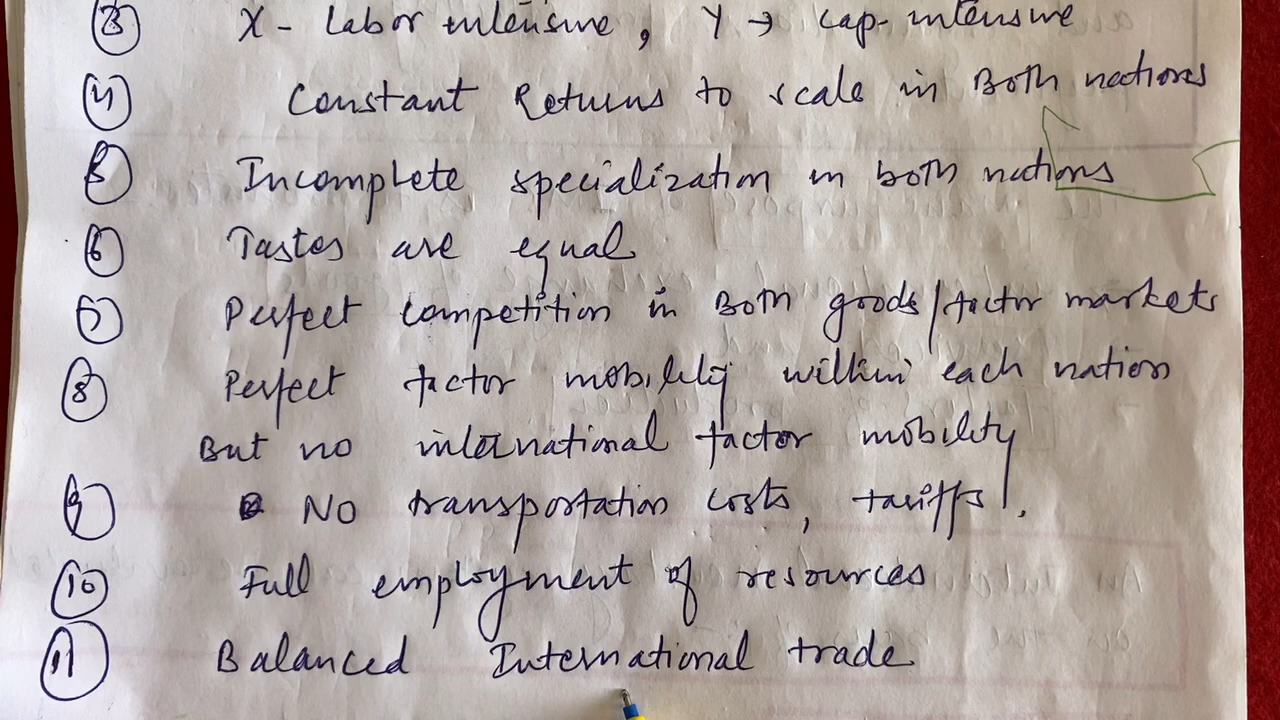 ③ X - Labor intensive, Y → cap-intensive
④ Constant Returns to scale in Both nations
⑤ Incomplete specialization in both nations
⑥ Tastes are equal
⑦ Perfect competition in Both goods/factor markets
⑧ Perfect factor mobility within each nation
But no international factor mobility
⑨ No transportation costs, tariffs.
⑩ Full employment of resources
⑪ Balanced International trade